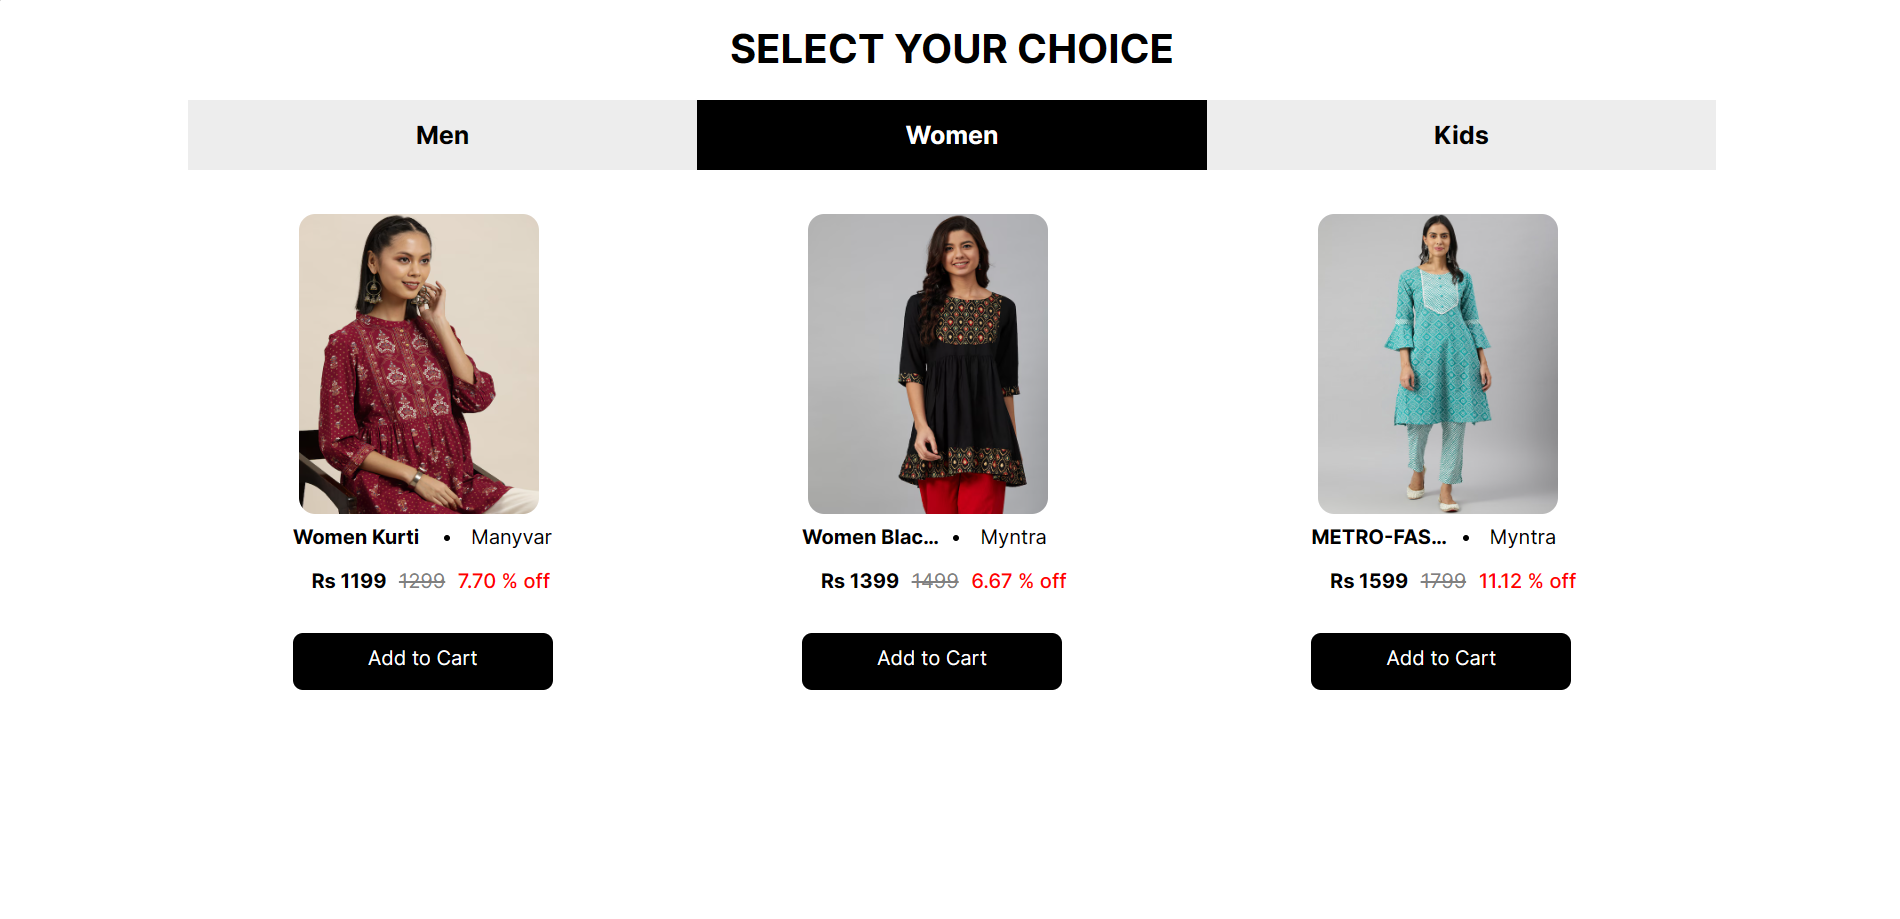 SELECT YOUR CHOICE
Men Women Kids
Women Kurti • Manyvar
Rs 1199 1299 7.70 % off
Add to Cart
Women Blac... • Myntra
Rs 1399 1499 6.67 % off
Add to Cart
METRO-FAS... • Myntra
Rs 1599 1799 11.12 % off
Add to Cart